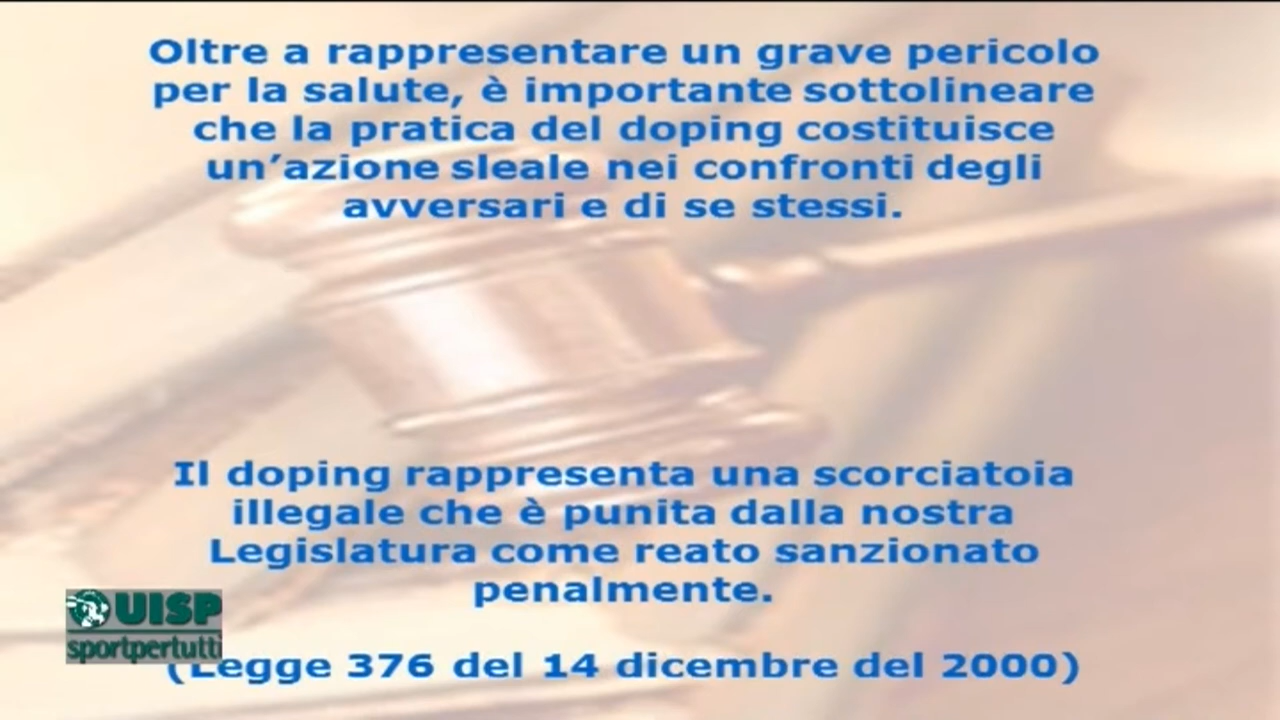 Oltre a rappresentare un grave pericolo
per la salute, è importante sottolineare
che la pratica del doping costituisce
un’azione sleale nei confronti degli
avversari e di se stessi.
Il doping rappresenta una scorciatoia
illegale che è punita dalla nostra
Legislatura come reato sanzionato
penalmente.
UISP
sportpertutti
(Legge 376 del 14 dicembre del 2000)